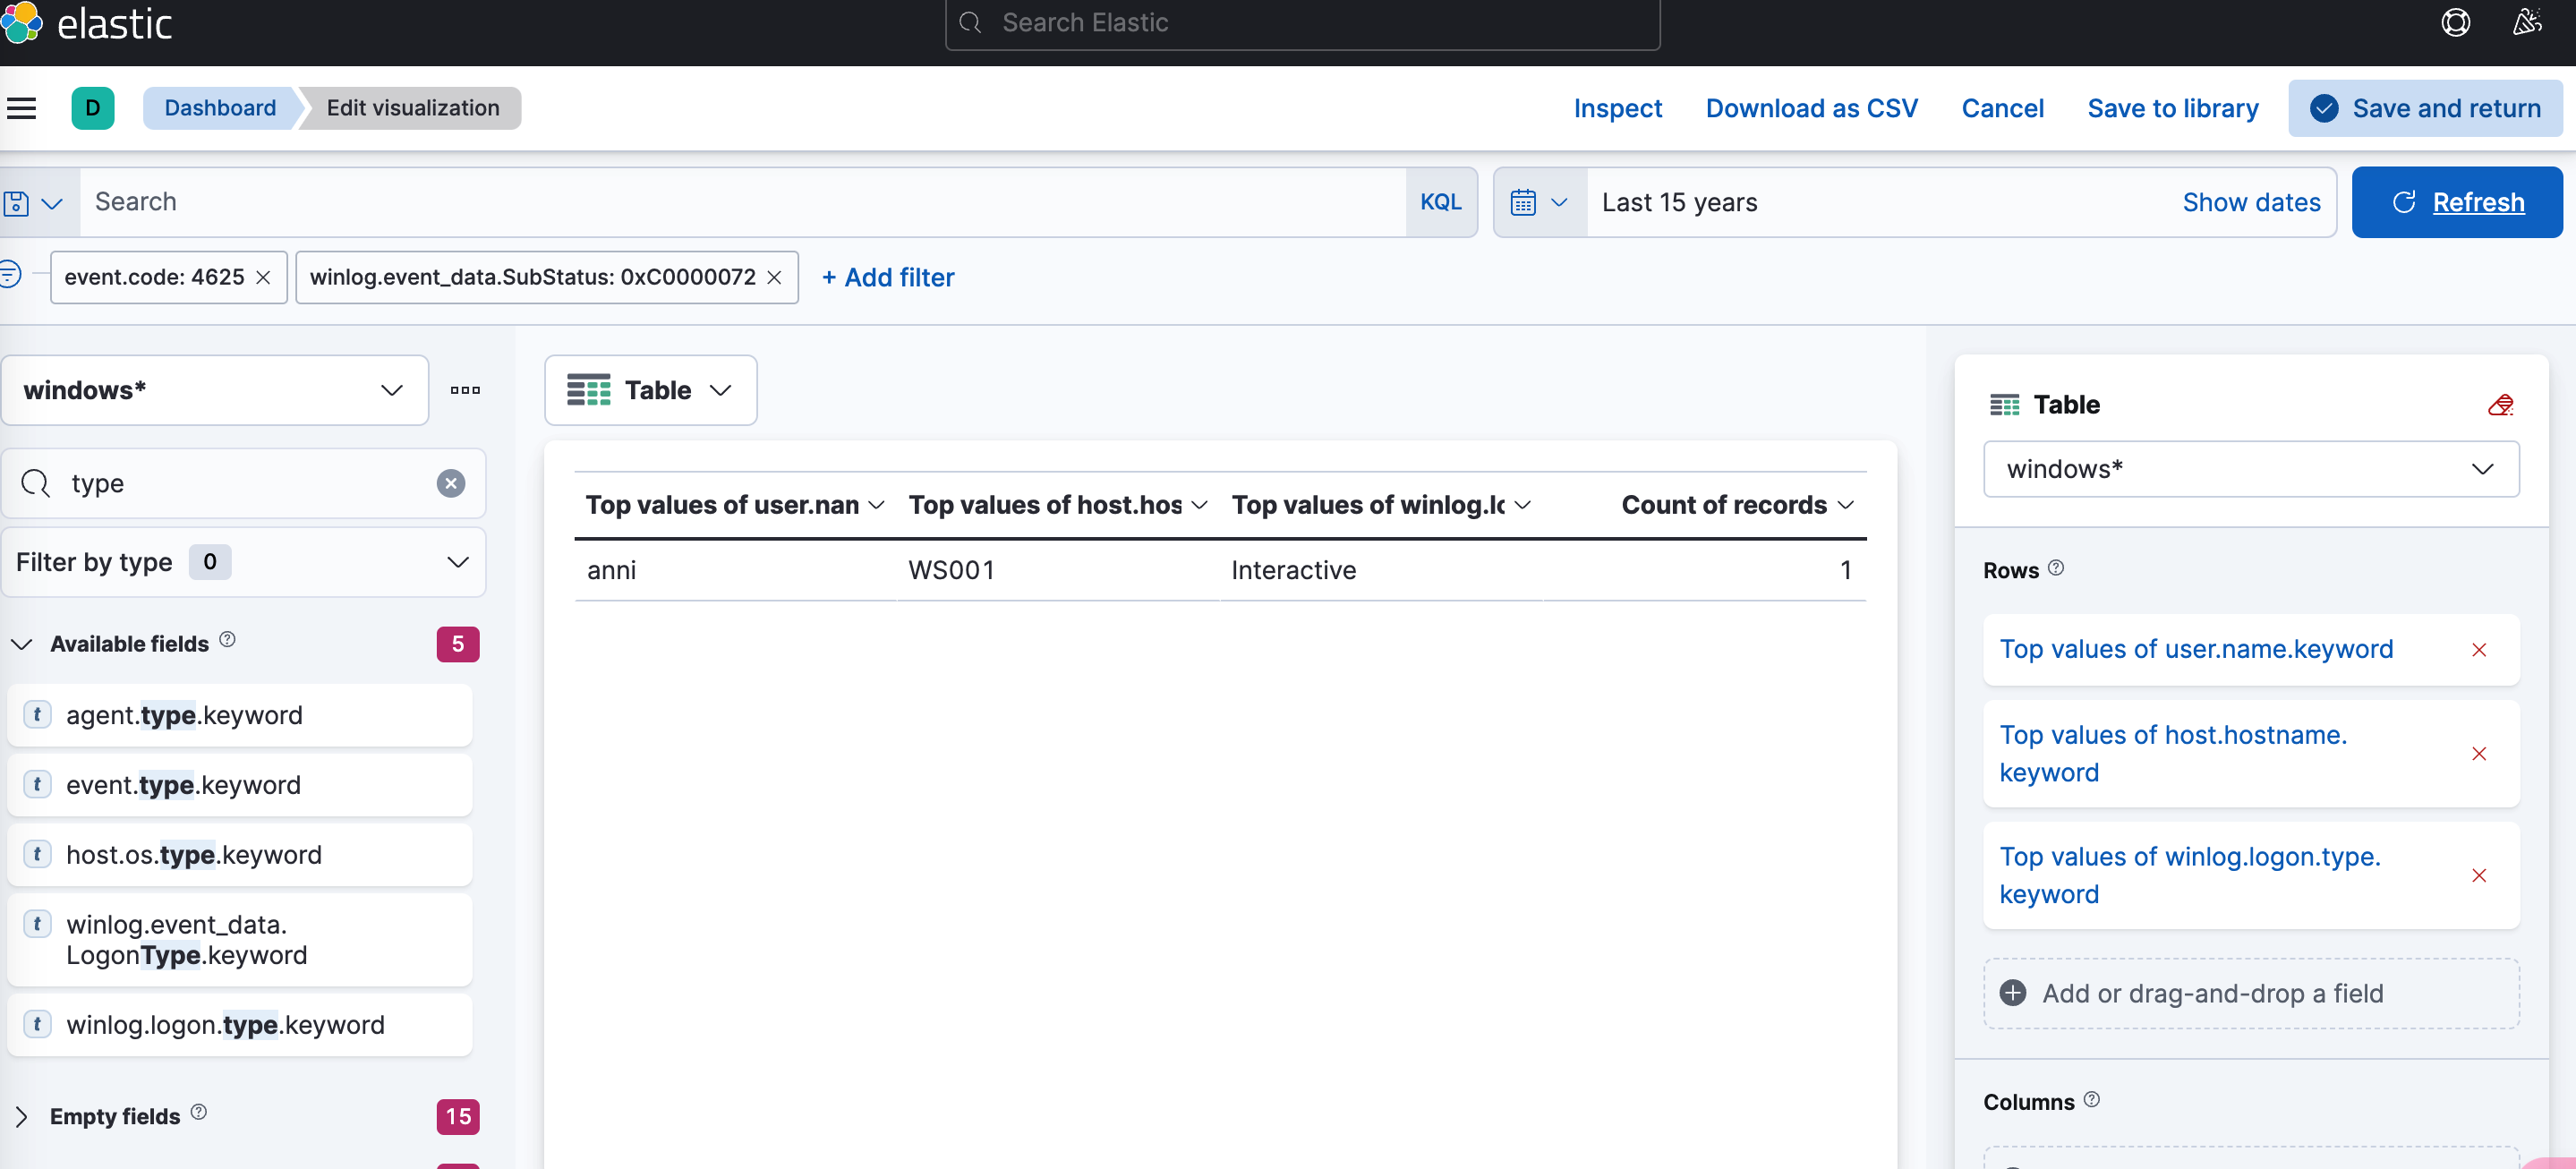 elastic
Search Elastic
D
Dashboard
Edit visualization
Inspect
Download as CSV
Cancel
Save to library
Save and return
Search
KQL
Last 15 years
Show dates
Refresh
event.code: 4625
winlog.event_data.SubStatus: 0xC0000072
+ Add filter
windows*
type
Filter by type 0
Available fields
5
t agent.type.keyword
t event.type.keyword
t host.os.type.keyword
t winlog.event_data.
LogonType.keyword
t winlog.logon.type.keyword
Empty fields
15
Table
Top values of user.nan
Top values of host.hos
Top values of winlog.lo
Count of records
anni
WS001
Interactive
1
Table
windows*
Rows
Top values of user.name.keyword
Top values of host.hostname.
keyword
Top values of winlog.logon.type.
keyword
Add or drag-and-drop a field
Columns